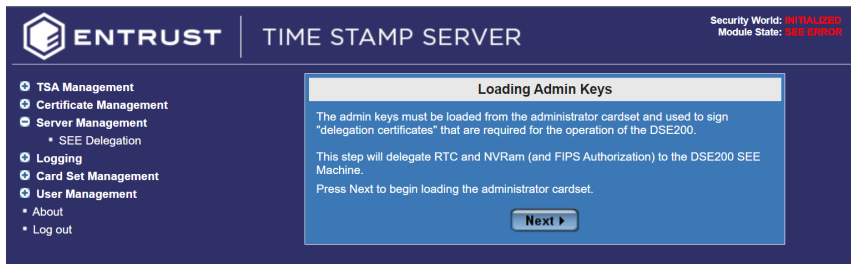 ENTRUST
TIME STAMP SERVER
Security World: INITIALIZED
Module State: SEE ERROR
TSA Management
Certificate Management
Server Management
SEE Delegation
Logging
Card Set Management
User Management
About
Log out
Loading Admin Keys
The admin keys must be loaded from the administrator cardset and used to sign
"delegation certificates" that are required for the operation of the DSE200.
This step will delegate RTC and NVRam (and FIPS Authorization) to the DSE200 SEE
Machine.
Press Next to begin loading the administrator cardset.
Next